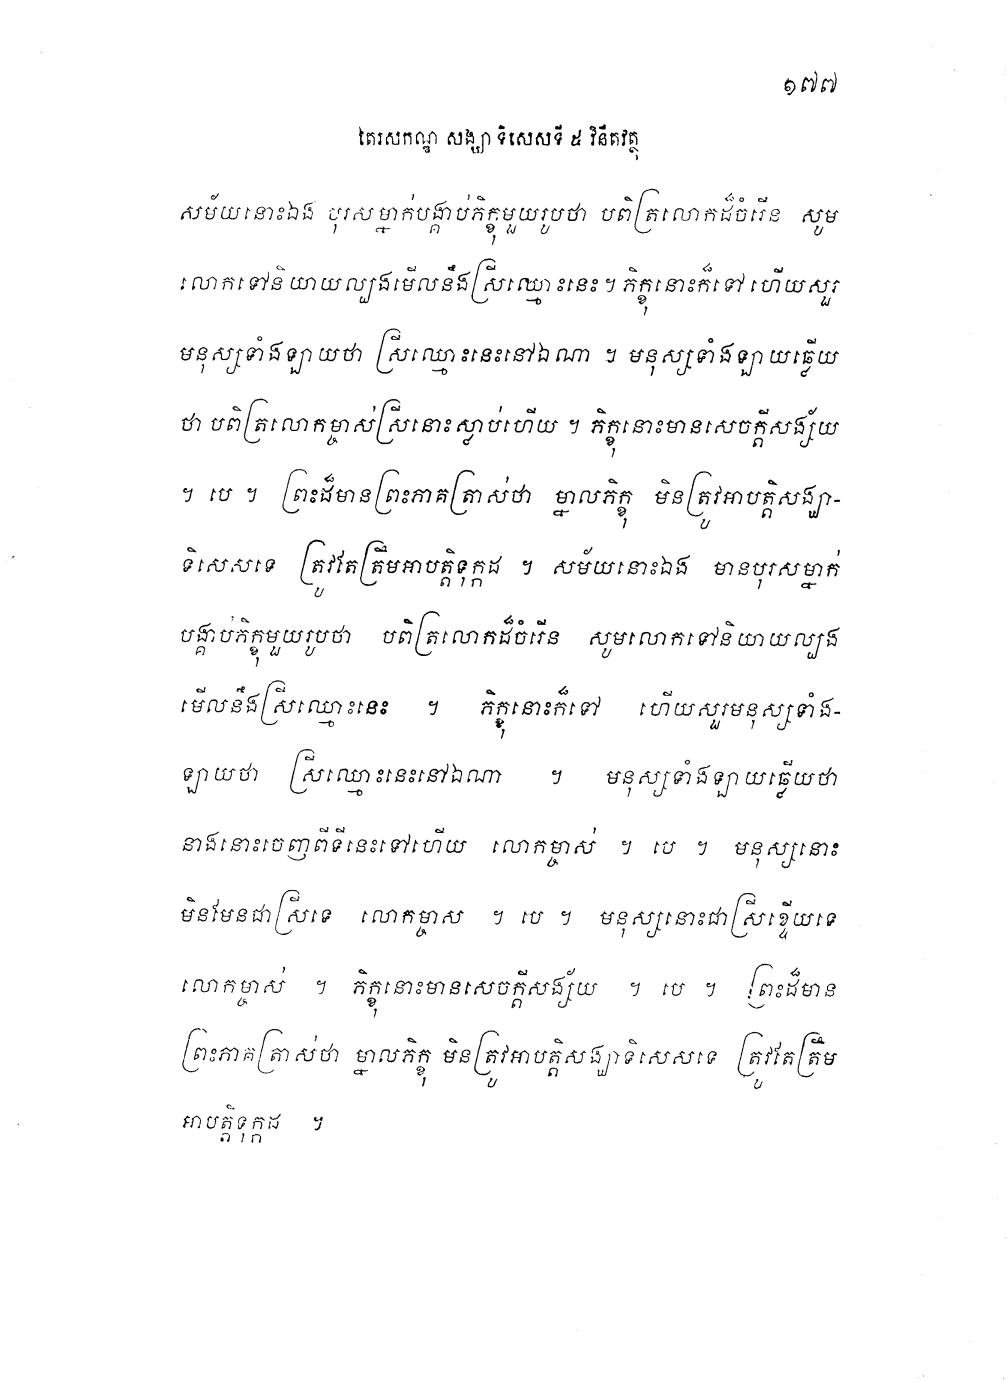 ១៧៧
តេរសកណ្ឌ សង្ឃាទិសេសទី ៥ វិនីតវត្ថុ
សម័យនោះឯង បុរសម្នាក់បង្គាប់ភិក្ខុមួយរូបថា បពិត្រលោកដ៏ចំរើន សូម
លោកទៅនិយាយល្បងមើលនឹងស្រីឈ្មោះនេះ ។ ភិក្ខុនោះក៏ទៅ ហើយសួរ
មនុស្សទាំងឡាយថា ស្រីឈ្មោះនេះនៅឯណា ។ មនុស្សទាំងឡាយឆ្លើយ
ថា បពិត្រលោកម្ចាស់ស្រីនោះស្លាប់ហើយ ។ ភិក្ខុនោះមានសេចក្តីសង្ស័យ
។ បេ ។ ព្រះដ៏មានព្រះភាគត្រាស់ថា ម្នាលភិក្ខុ មិនត្រូវអាបត្តិសង្ឃា-
ទិសេសទេ ត្រូវតែត្រឹមអាបត្តិទុក្កដ ។ សម័យនោះឯង មានបុរសម្នាក់
បង្គាប់ភិក្ខុមួយរូបថា បពិត្រលោកដ៏ចំរើន សូមលោកទៅនិយាយល្បង
មើលនឹងស្រីឈ្មោះនេះ ។ ភិក្ខុនោះក៏ទៅ ហើយសួរមនុស្សទាំង-
ឡាយថា ស្រីឈ្មោះនេះនៅឯណា ។ មនុស្សទាំងឡាយឆ្លើយថា
នាងនោះចេញពីទីនេះទៅហើយ លោកម្ចាស់ ។ បេ ។ មនុស្សនោះ
មិនមែនជាស្រីទេ លោកម្ចាស ។ បេ ។ មនុស្សនោះជាស្រីខ្ទើយទេ
លោកម្ចាស់ ។ ភិក្ខុនោះមានសេចក្តីសង្ស័យ ។ បេ ។ ព្រះដ៏មាន
ព្រះភាគត្រាស់ថា ម្នាលភិក្ខុ មិនត្រូវអាបត្តិសង្ឃាទិសេសទេ ត្រូវតែត្រឹម
អាបត្តិទុក្កដ ។